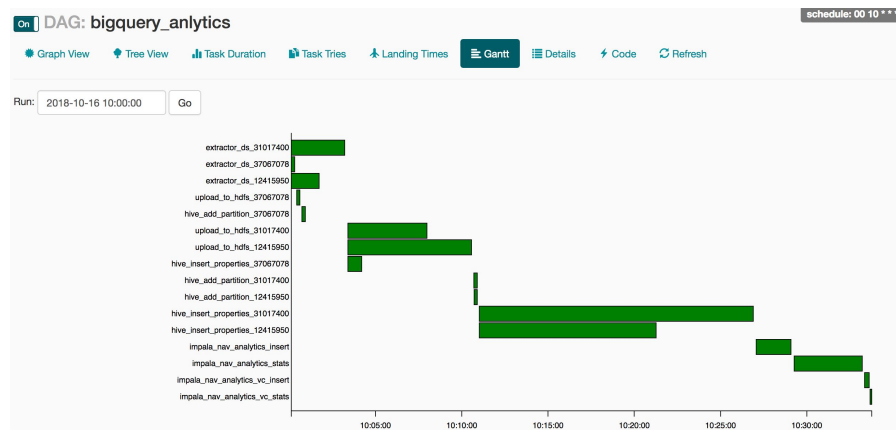 On DAG: bigquery_anlytics
schedule: 00 10 * *
Graph View Tree View Task Duration Task Tries Landing Times Gantt Details Code Refresh
Run: 2018-10-16 10:00:00 Go
extractor_ds_31017400
extractor_ds_37067078
extractor_ds_12415950
upload_to_hdfs_37067078
hive_add_partition_37067078
upload_to_hdfs_31017400
upload_to_hdfs_12415950
hive_insert_properties_37067078
hive_add_partition_31017400
hive_add_partition_12415950
hive_insert_properties_31017400
hive_insert_properties_12415950
impala_nav_analytics_insert
impala_nav_analytics_stats
impala_nav_analytics_vc_insert
impala_nav_analytics_vc_stats
10:05:00 10:10:00 10:15:00 10:20:00 10:25:00 10:30:00